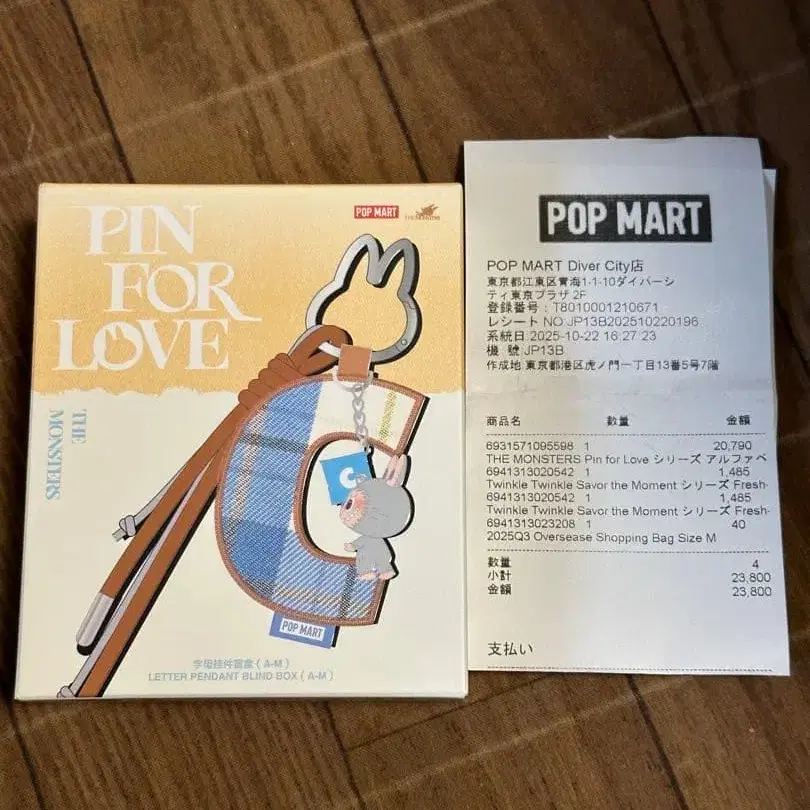 PIN
FOR
LOVE
THE
MONSTERS
POP MART
C
POP MART
字母挂件盲盒（A-M）
LETTER PENDANT BLIND BOX（A-M）
POP MART
POP MART Diver City店
東京都江東区青海1-1-10ダイバーシ
ティ東京プラザ 2F
登録番号：T8010001210671
レシート NO:JP13B202510220196
系統日:2025-10-22 16:27:23
機 號:JP13B
作成地:東京都港区虎ノ門一丁目13番5号7階
商品名 数量 金額
6931571095598 1 20,790
THE MONSTERS Pin for Love シリーズ アルファベ
6941313020542 1 1,485
Twinkle Twinkle Savor the Moment シリーズ Fresh-
6941313020542 1 1,485
Twinkle Twinkle Savor the Moment シリーズ Fresh-
6941313023208 1 40
2025Q3 Oversease Shopping Bag Size M
数量 4
小計 23,800
金額 23,800
支払い